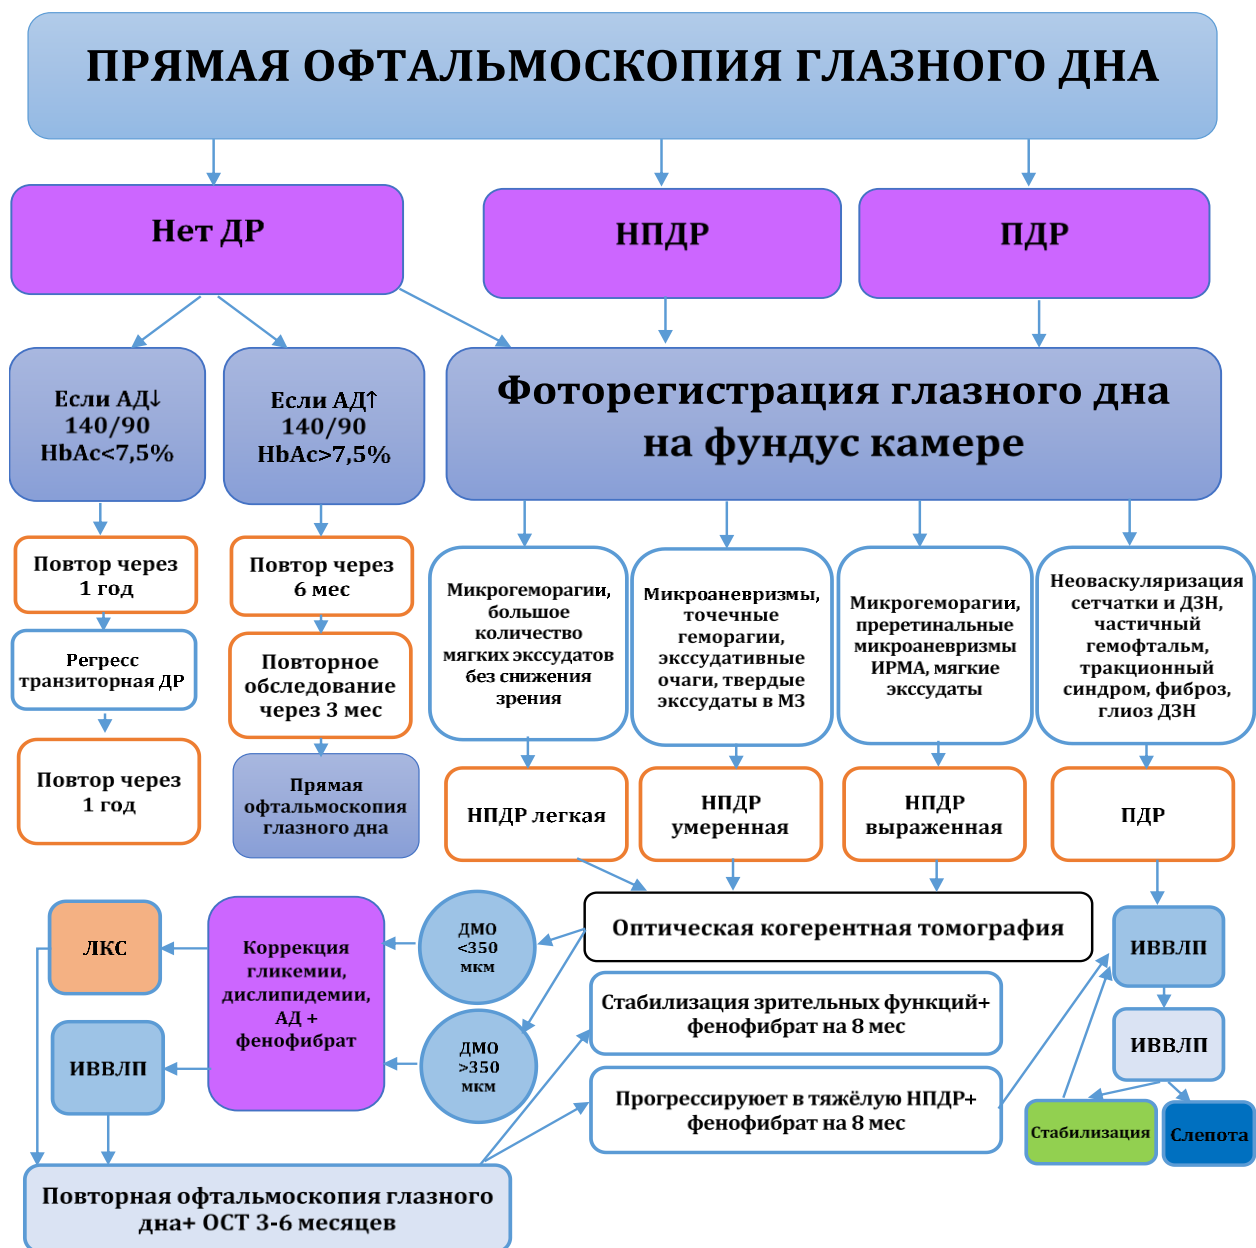 ПРЯМАЯ ОФТАЛЬМОСКОПИЯ ГЛАЗНОГО ДНА
Нет ДР
НПДР
ПДР
Если АД↓
140/90
HbAc<7,5%
Если АД↑
140/90
HbAc>7,5%
Фоторегистрация глазного дна
на фундус камере
Повтор через
1 год
Регресс
транзиторная ДР
Повтор через
1 год
Повтор через
6 мес
Повторное
обследование
через 3 мес
Прямая
офтальмоскопия
глазного дна
Микрогеморагии,
большое
количество
мягких экссудатов
без снижения
зрения
Микроаневризмы,
точечные
геморагии,
экссудативные
очаги, твердые
экссудаты в МЗ
Микрогеморагии,
преретинальные
микроаневризмы
ИРМА, мягкие
экссудаты
Неоваскуляризация
сетчатки и ДЗН,
частичный
гемофтальм,
тракционный
синдром, фиброз,
глиоз ДЗН
НПДР легкая
НПДР
умеренная
НПДР
выраженная
ПДР
Оптическая когерентная томография
ДМО
<350
мкм
ДМО
>350
мкм
Коррекция
гликемии,
дислипидемии,
АД +
фенофибрат
ЛКС
ИВВЛП
Стабилизация зрительных функций+
фенофибрат на 8 мес
Прогрессируюет в тяжёлую НПДР+
фенофибрат на 8 мес
ИВВЛП
ИВВЛП
Стабилизация
Слепота
Повторная офтальмоскопия глазного
дна+ ОСТ 3-6 месяцев